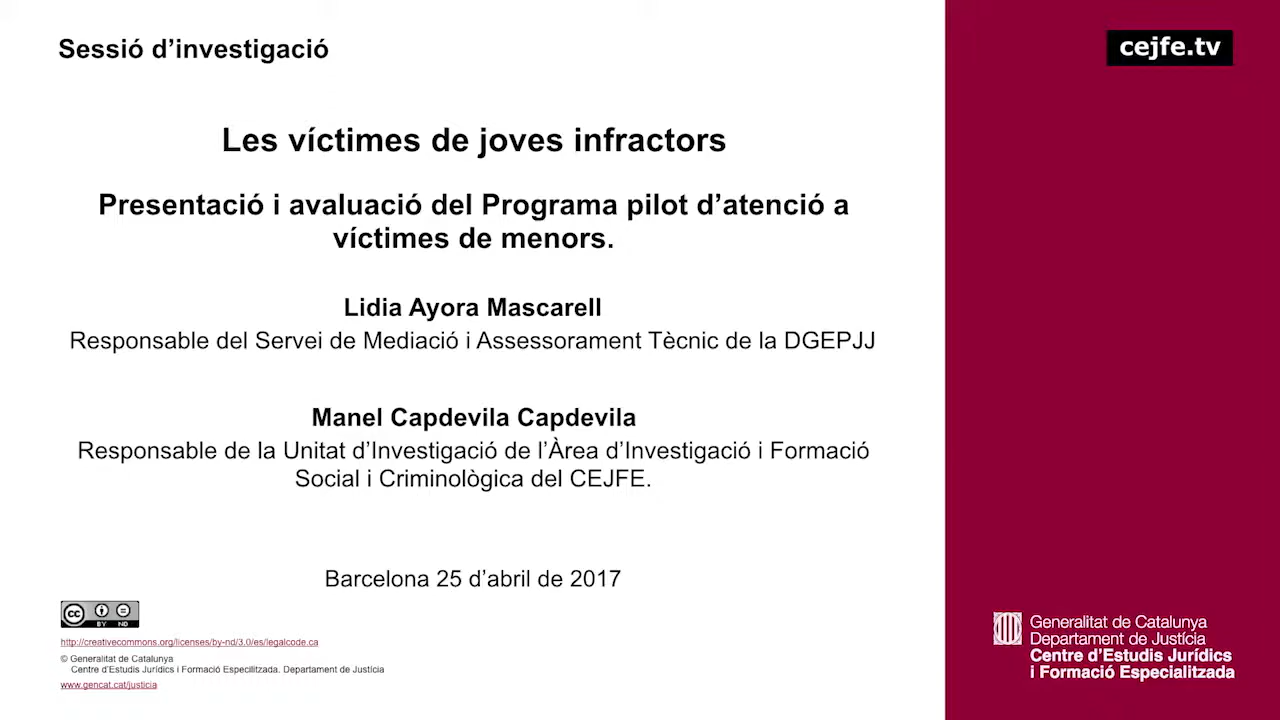 Sessió d'investigació
cejfe.tv
Les víctimes de joves infractors
Presentació i avaluació del Programa pilot d'atenció a
víctimes de menors.
Lidia Ayora Mascarell
Responsable del Servei de Mediació i Assessorament Tècnic de la DGEPJJ
Manel Capdevila Capdevila
Responsable de la Unitat d'Investigació de l'Àrea d'Investigació i Formació
Social i Criminològica del CEJFE.
Barcelona 25 d'abril de 2017
cc BY ND
http://creativecommons.org/licenses/by-nd/3.0/es/legalcode.ca
© Generalitat de Catalunya
Centre d'Estudis Jurídics i Formació Especilitzada. Departament de Justícia
www.gencat.cat/justicia
Generalitat de Catalunya
Departament de Justícia
Centre d'Estudis Jurídics
i Formació Especialitzada